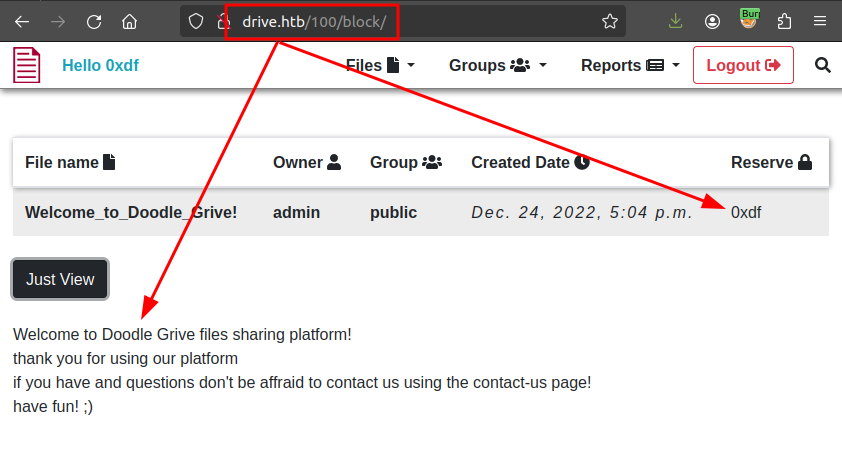 drive.htb/100/block/
Burp
Hello 0xdf Files Groups Reports Logout
File name Owner Group Created Date Reserve
Welcome_to_Doodle_Grive! admin public Dec. 24, 2022, 5:04 p.m. 0xdf
Just View
Welcome to Doodle Grive files sharing platform!
thank you for using our platform
if you have and questions don't be affraid to contact us using the contact-us page!
have fun! ;)